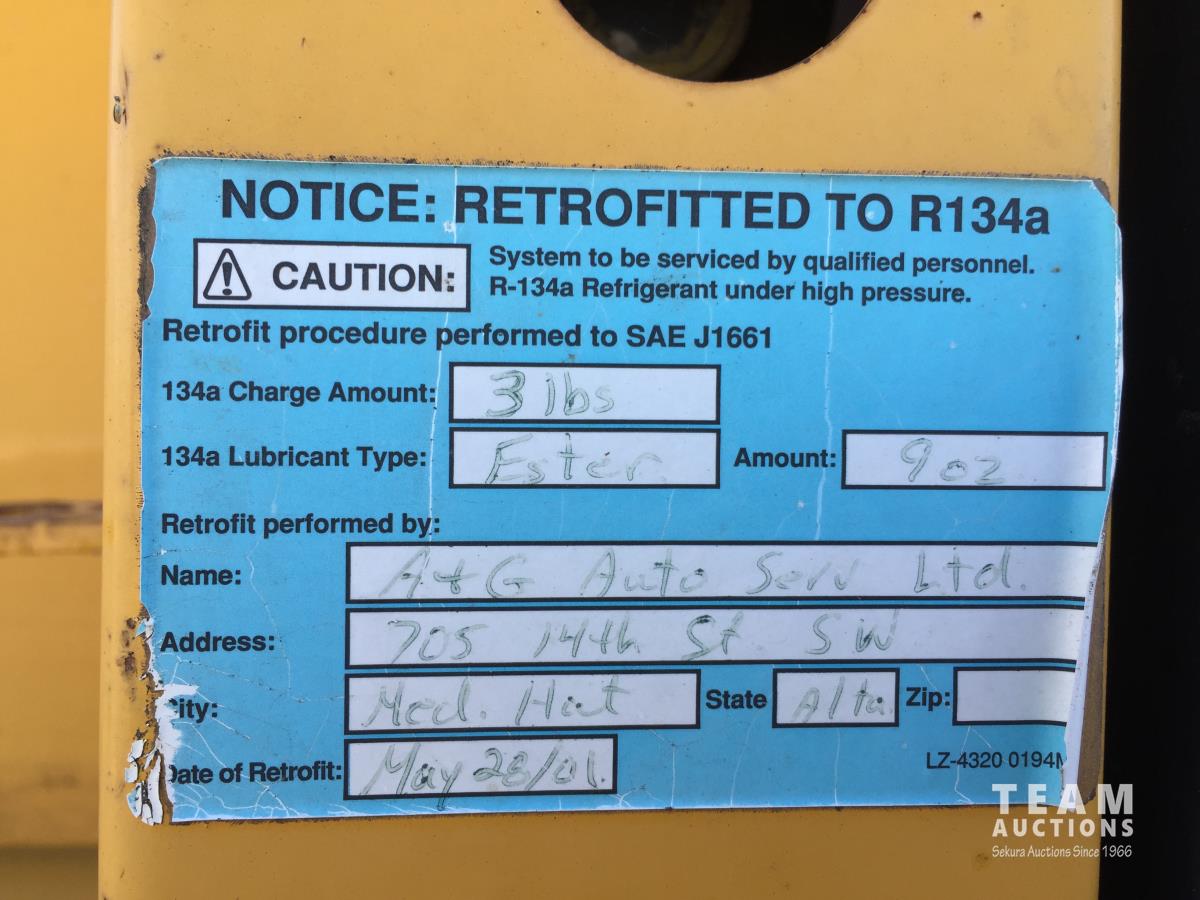 NOTICE: RETROFITTED TO R134a
CAUTION: System to be serviced by qualified personnel.
R-134a Refrigerant under high pressure.
Retrofit procedure performed to SAE J1661
134a Charge Amount: 3 lbs
134a Lubricant Type: Ester Amount: 9 oz
Retrofit performed by:
Name: A+G Auto Serv Ltd.
Address: 705 14th St. SW
City: Med. Hat State Alta. Zip:
Date of Retrofit: May 28/01.
LZ-4320 0194M
TEAM
AUCTIONS
Sekura Auctions Since 1966